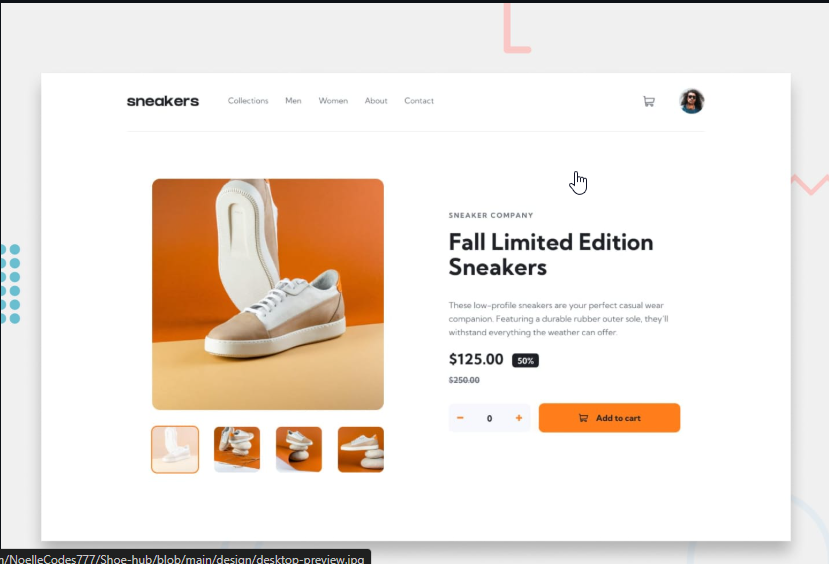 sneakers
Collections Men Women About Contact
SNEAKER COMPANY
Fall Limited Edition
Sneakers
These low-profile sneakers are your perfect casual wear
companion. Featuring a durable rubber outer sole, they'll
withstand everything the weather can offer.
$125.00 50%
$250.00
− 0 + Add to cart
n/NoelleCodes777/Shoe-hub/blob/main/design/desktop-preview.jpg